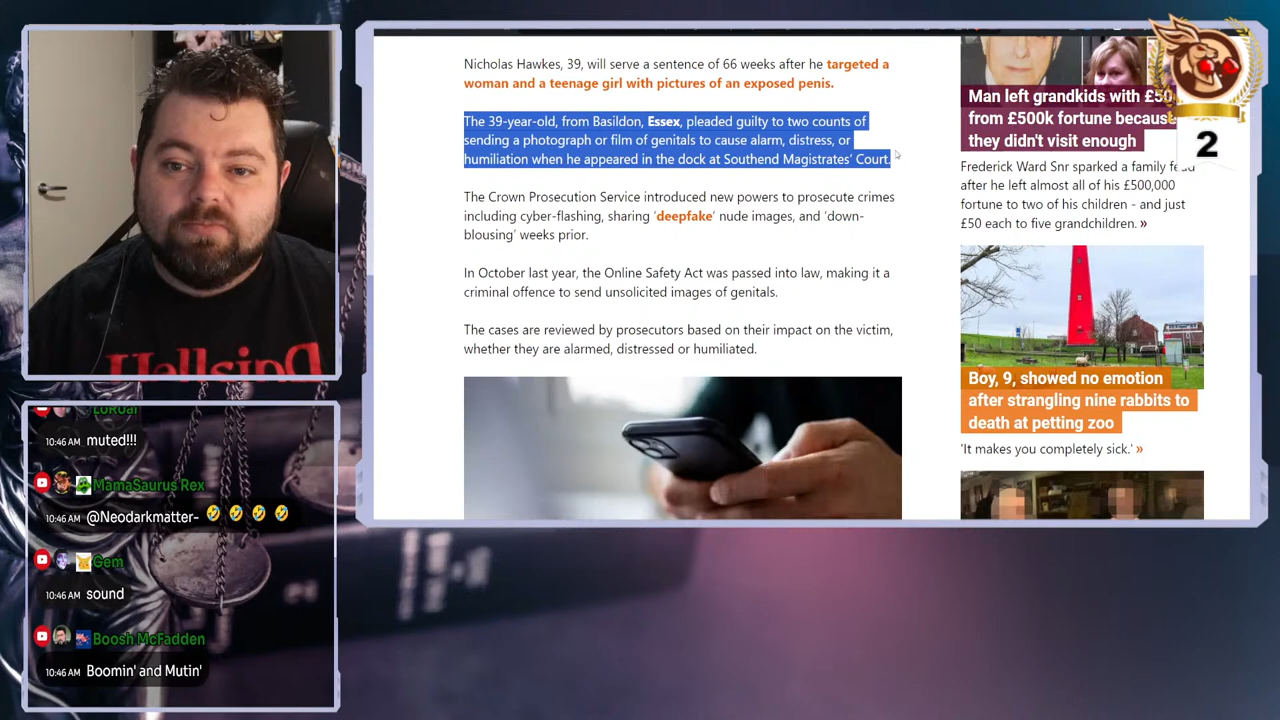 Nicholas Hawkes, 39, will serve a sentence of 66 weeks after he targeted a
woman and a teenage girl with pictures of an exposed penis.
The 39-year-old, from Basildon, Essex, pleaded guilty to two counts of
sending a photograph or film of genitals to cause alarm, distress, or
humiliation when he appeared in the dock at Southend Magistrates' Court.
The Crown Prosecution Service introduced new powers to prosecute crimes
including cyber-flashing, sharing 'deepfake' nude images, and 'down-
blousing' weeks prior.
In October last year, the Online Safety Act was passed into law, making it a
criminal offence to send unsolicited images of genitals.
The cases are reviewed by prosecutors based on their impact on the victim,
whether they are alarmed, distressed or humiliated.
Man left grandkids with £50
from £500k fortune because
they didn't visit enough
Frederick Ward Snr sparked a family feud
after he left almost all of his £500,000
fortune to two of his children - and just
£50 each to five grandchildren. »
Boy, 9, showed no emotion
after strangling nine rabbits to
death at petting zoo
'It makes you completely sick.' »
2
LoRoal
10:46 AM muted!!!
MamaSaurus Rex
10:46 AM @Neodarkmatter- 🤣 🤣 🤣 🤣
Gem
10:46 AM sound
Boosh McFadden
10:46 AM Boomin' and Mutin'